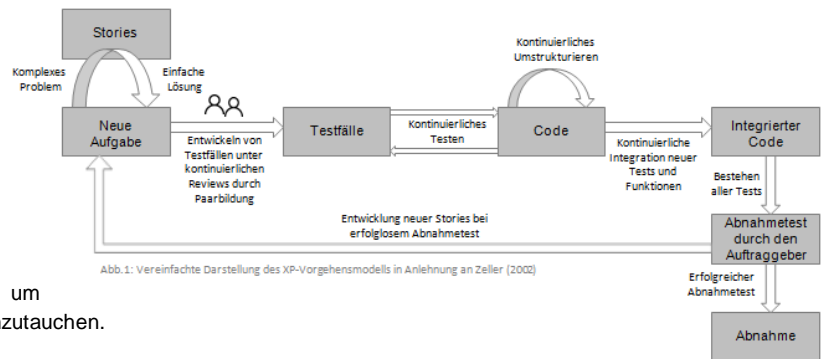 Stories
Komplexes
Problem
Einfache
Lösung
Neue
Aufgabe
Entwickeln von
Testfällen unter
kontinuierlichen
Reviews durch
Paarbildung
Testfälle
Kontinuierliches
Testen
Kontinuierliches
Umstrukturieren
Code
Kontinuierliche
Integration neuer
Tests und
Funktionen
Integrierter
Code
Bestehen
aller Tests
Abnahmetest
durch den
Auftraggeber
Entwicklung neuer Stories bei
erfolglosem Abnahmetest
Erfolgreicher
Abnahmetest
Abnahme
Abb.1: Vereinfachte Darstellung des XP-Vorgehensmodells in Anlehnung an Zeller (2002)
um
zutauchen.